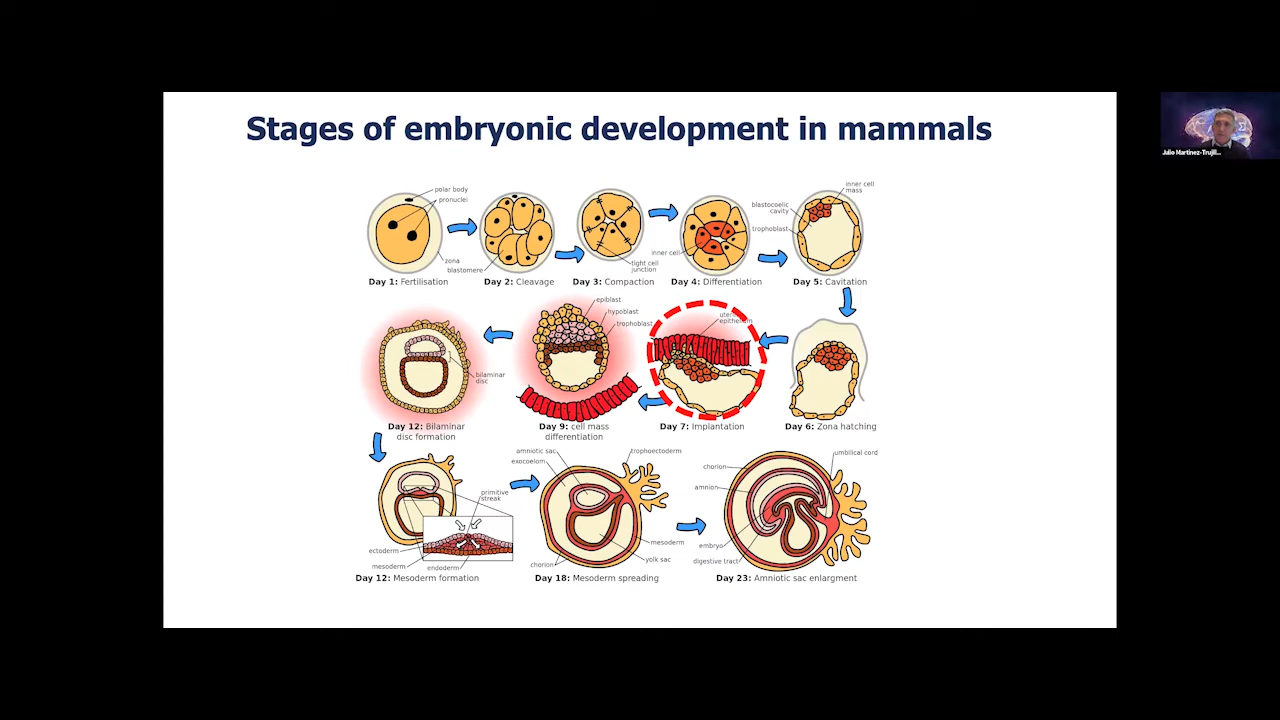 Stages of embryonic development in mammals
polar body
pronuclei
zona
blastomere
Day 1: Fertilisation
Day 2: Cleavage
tight cell
junction
Day 3: Compaction
inner cell
Day 4: Differentiation
inner cell
mass
blastocoelic
cavity
trophoblast
Day 5: Cavitation
bilaminar
disc
Day 12: Bilaminar
disc formation
epiblast
hypoblast
trophoblast
Day 9: cell mass
differentiation
epithelium
Day 7: Implantation
Day 6: Zona hatching
primitive
streak
ectoderm
mesoderm
endoderm
Day 12: Mesoderm formation
amniotic sac
exocoelom
trophoectoderm
mesoderm
yolk sac
chorion
Day 18: Mesoderm spreading
chorion
amnion
umbilical cord
embryo
digestive tract
Day 23: Amniotic sac enlargment
Julio Martinez-Trujill...